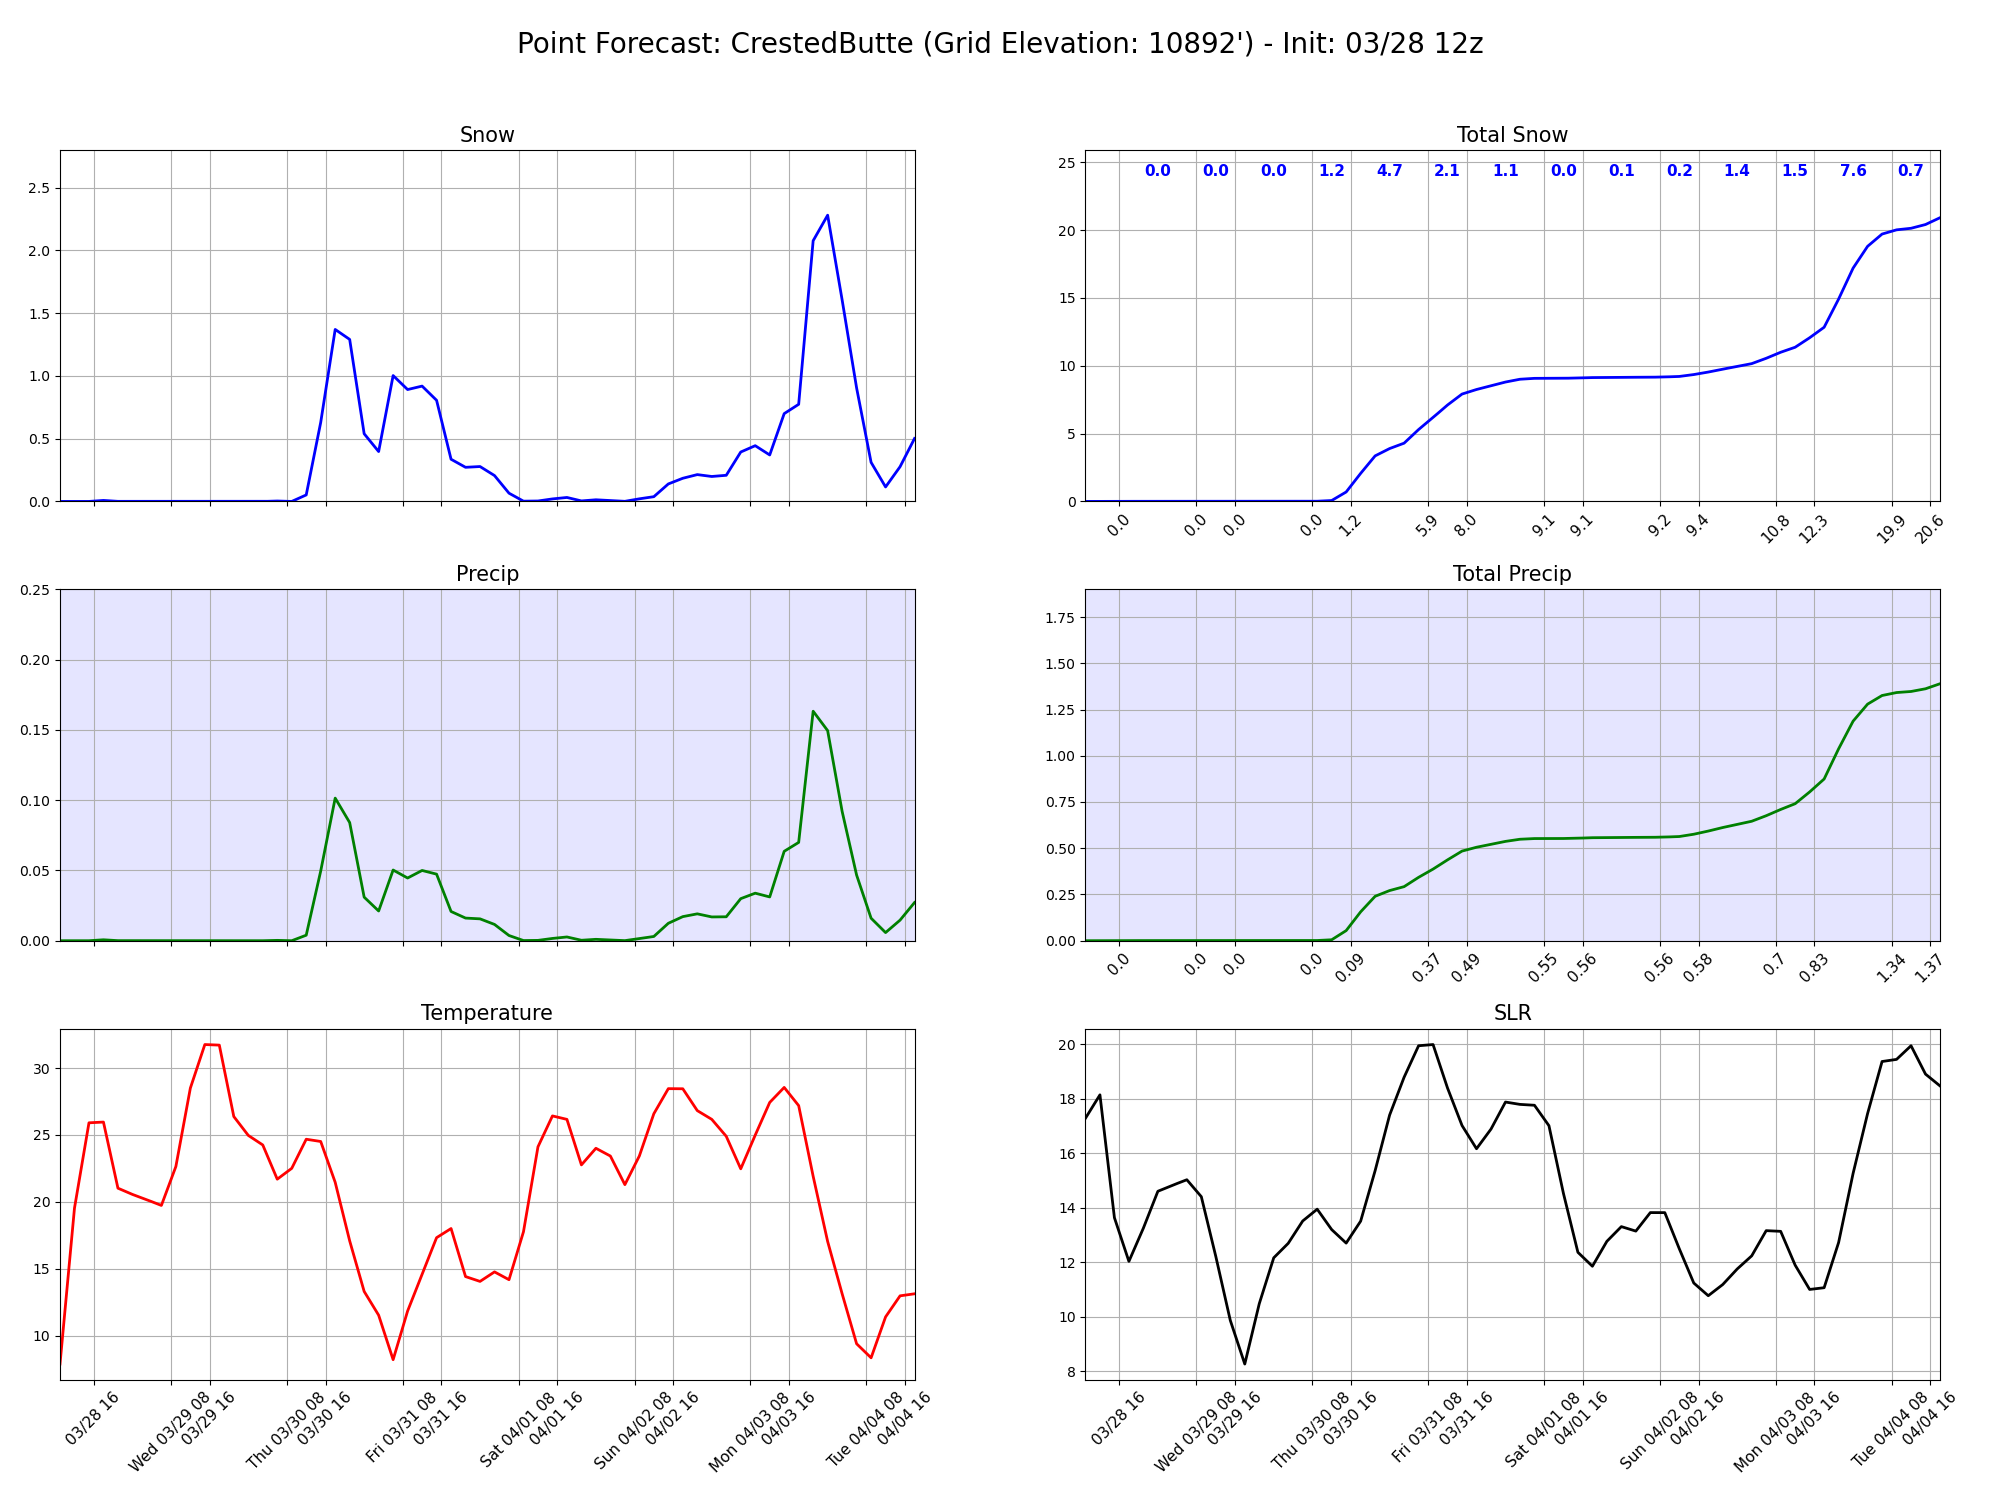 Point Forecast: CrestedButte (Grid Elevation: 10892') - Init: 03/28 12z
Snow
2.5
2.0
1.5
1.0
0.5
0.0
Total Snow
25
20
15
10
5
0
0.0 0.0 0.0 1.2 4.7 2.1 1.1 0.0 0.1 0.2 1.4 1.5 7.6 0.7
0.0 0.0 0.0 0.0 1.2 5.9 8.0 9.1 9.1 9.2 9.4 10.8 12.3 19.9 20.6
Precip
0.25
0.20
0.15
0.10
0.05
0.00
Total Precip
1.75
1.50
1.25
1.00
0.75
0.50
0.25
0.00
0.0 0.0 0.0 0.0 0.09 0.37 0.49 0.55 0.56 0.56 0.58 0.7 0.83 1.34 1.37
Temperature
30
25
20
15
10
03/28 16
Wed 03/29 08
03/29 16
Thu 03/30 08
03/30 16
Fri 03/31 08
03/31 16
Sat 04/01 08
04/01 16
Sun 04/02 08
04/02 16
Mon 04/03 08
04/03 16
Tue 04/04 08
04/04 16
SLR
20
18
16
14
12
10
8
03/28 16
Wed 03/29 08
03/29 16
Thu 03/30 08
03/30 16
Fri 03/31 08
03/31 16
Sat 04/01 08
04/01 16
Sun 04/02 08
04/02 16
Mon 04/03 08
04/03 16
Tue 04/04 08
04/04 16